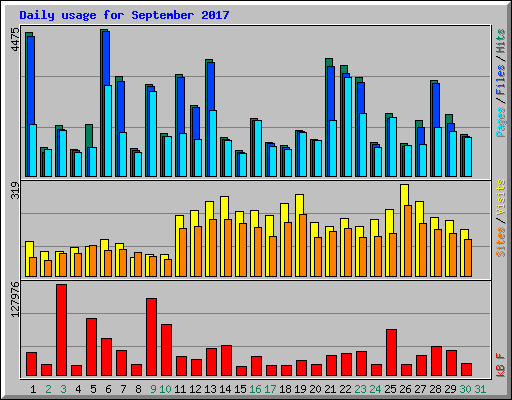 Daily usage for September 2017
4475
Pages / Files / Hits
319
Sites / Visits
127976
kB F
1 2 3 4 5 6 7 8 9 10 11 12 13 14 15 16 17 18 19 20 21 22 23 24 25 26 27 28 29 30 31